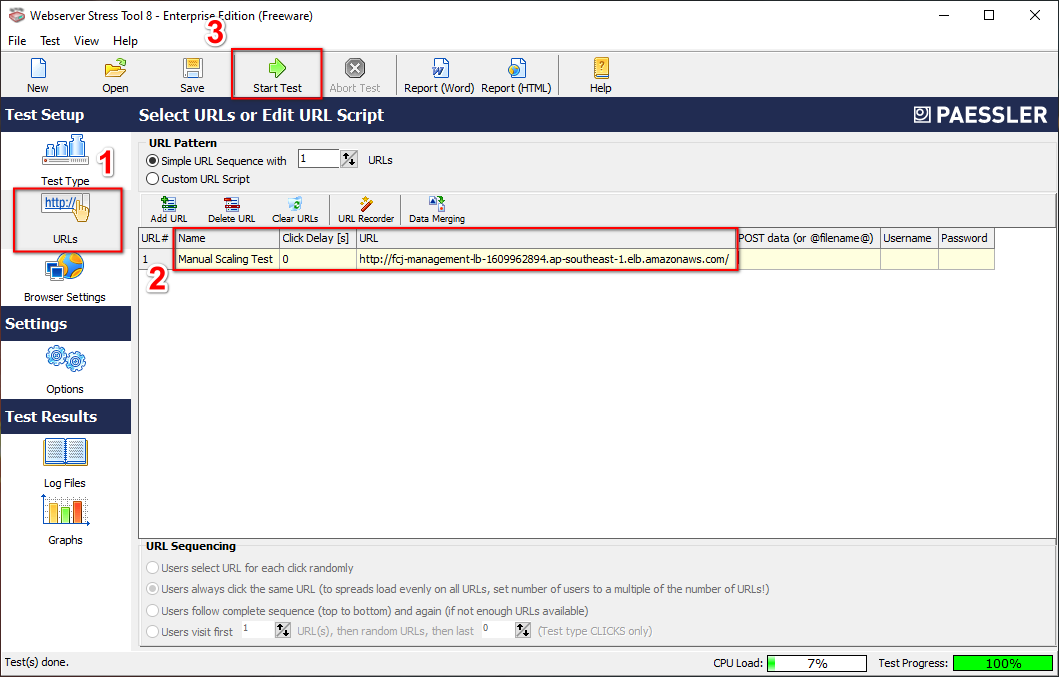 Webserver Stress Tool 8 - Enterprise Edition (Freeware)
File Test View Help
3
New Open Save Start Test Abort Test Report (Word) Report (HTML) Help
Test Setup
Select URLs or Edit URL Script
PAESSLER
URL Pattern
Simple URL Sequence with 1 URLs
Custom URL Script
1
Test Type
http://
URLs
Add URL Delete URL Clear URLs URL Recorder Data Merging
URL# Name Click Delay [s] URL POST data (or @filename@) Username Password
1 Manual Scaling Test 0 http://fcj-management-lb-1609962894.ap-southeast-1.elb.amazonaws.com/
2
Browser Settings
Settings
Options
Test Results
Log Files
Graphs
URL Sequencing
Users select URL for each click randomly
Users always click the same URL (to spreads load evenly on all URLs, set number of users to a multiple of the number of URLs!)
Users follow complete sequence (top to bottom) and again (if not enough URLs available)
Users visit first 1 URL(s), then random URLs, then last 0 (Test type CLICKS only)
Test(s) done.
CPU Load: 7% Test Progress: 100%